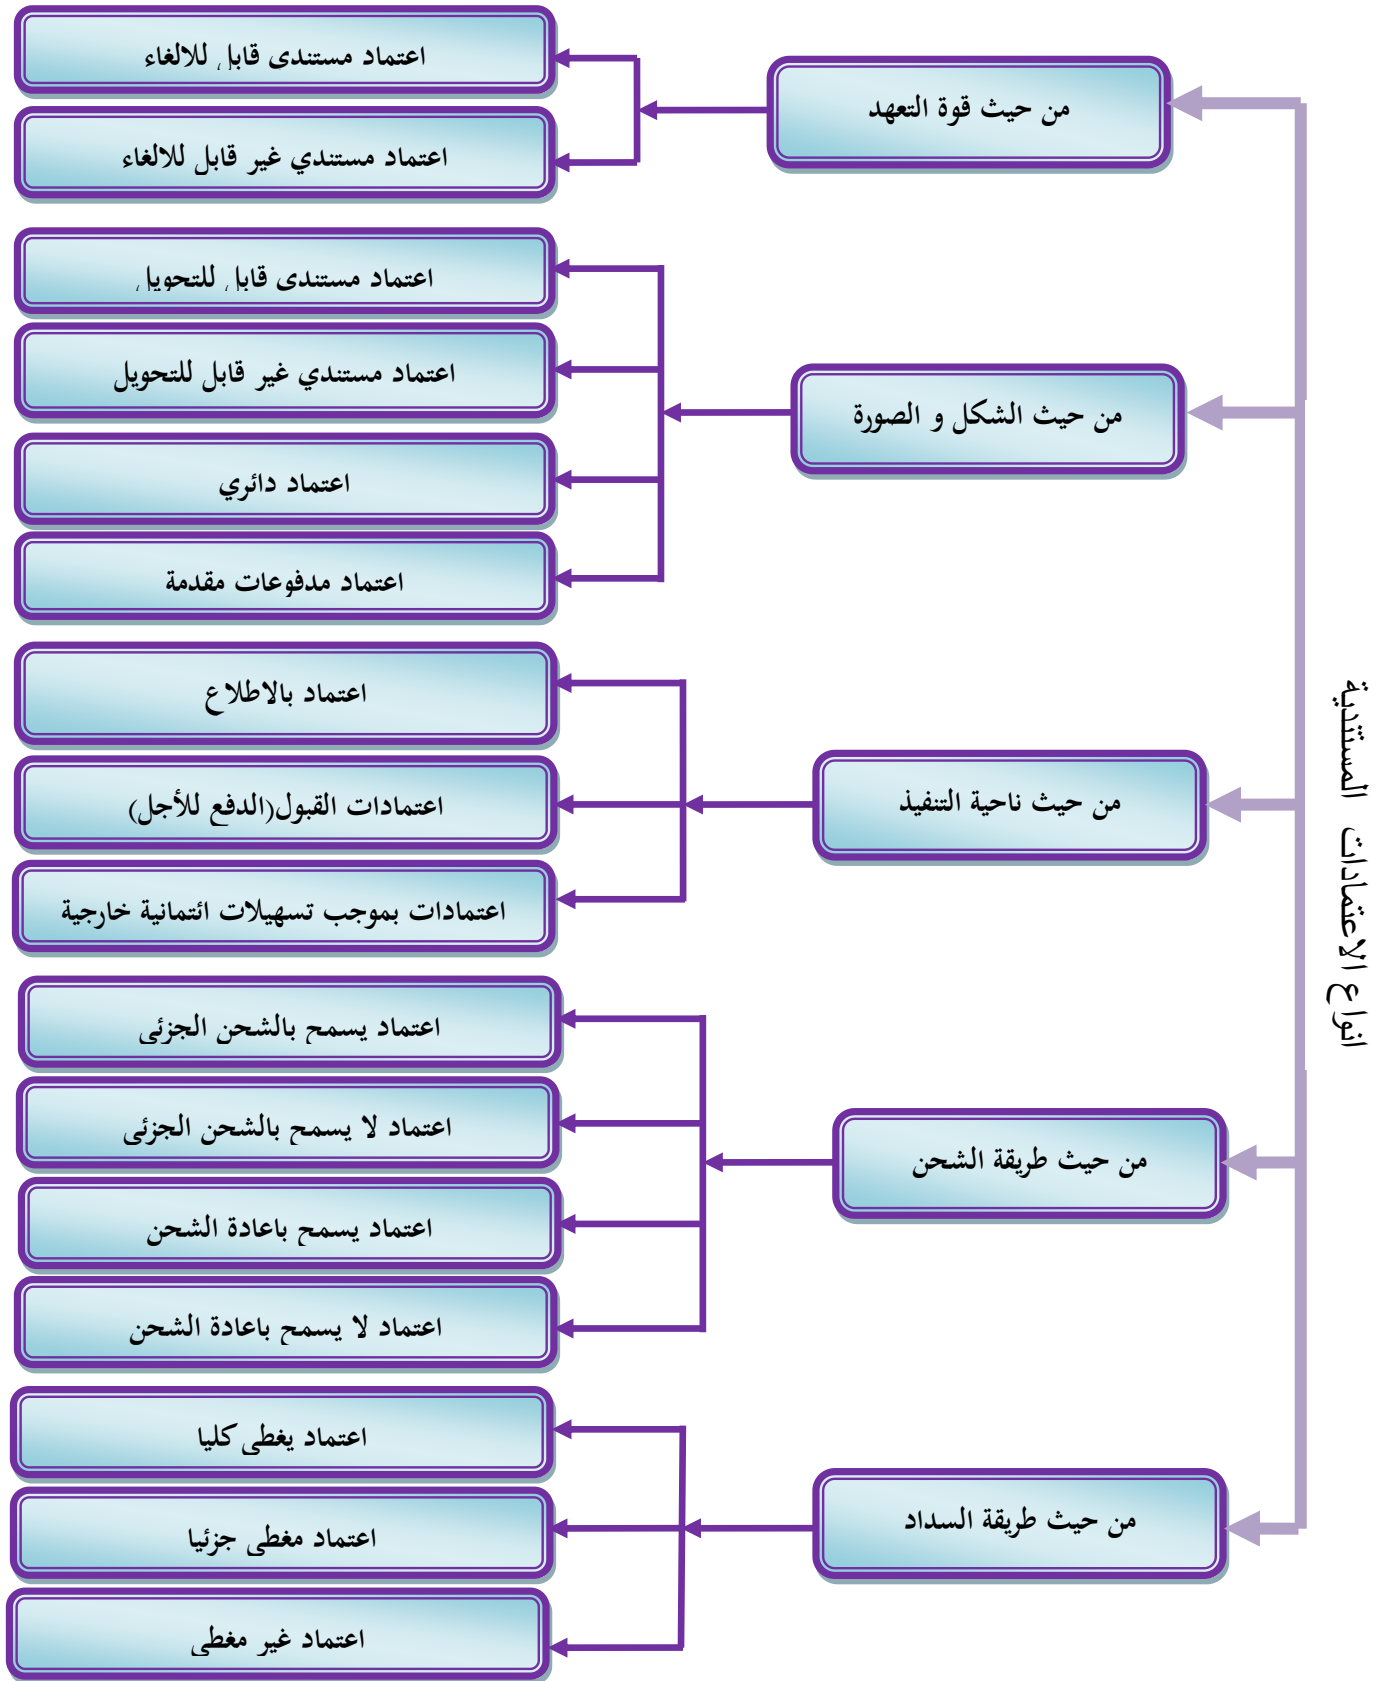 انواع الاعتمادات المستندية
من حيث قوة التعهد
اعتماد مستندى قابل للالغاء
اعتماد مستندي غير قابل للالغاء
من حيث الشكل و الصورة
اعتماد مستندى قابل للتحويل
اعتماد مستندي غير قابل للتحويل
اعتماد دائري
اعتماد مدفوعات مقدمة
من حيث ناحية التنفيذ
اعتماد بالاطلاع
اعتمادات القبول(الدفع للأجل)
اعتمادات بموجب تسهيلات ائتمانية خارجية
من حيث طريقة الشحن
اعتماد يسمح بالشحن الجزئى
اعتماد لا يسمح بالشحن الجزئى
اعتماد يسمح باعادة الشحن
اعتماد لا يسمح باعادة الشحن
من حيث طريقة السداد
اعتماد يغطى كليا
اعتماد مغطى جزئيا
اعتماد غير مغطى